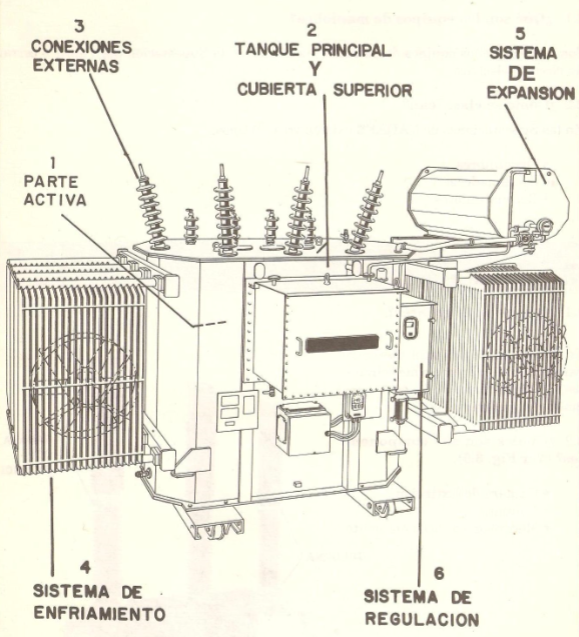 3
CONEXIONES
EXTERNAS
2
TANQUE PRINCIPAL
Y
CUBIERTA SUPERIOR
5
SISTEMA
DE
EXPANSION
1
PARTE
ACTIVA
4
SISTEMA DE
ENFRIAMIENTO
6
SISTEMA DE
REGULACION